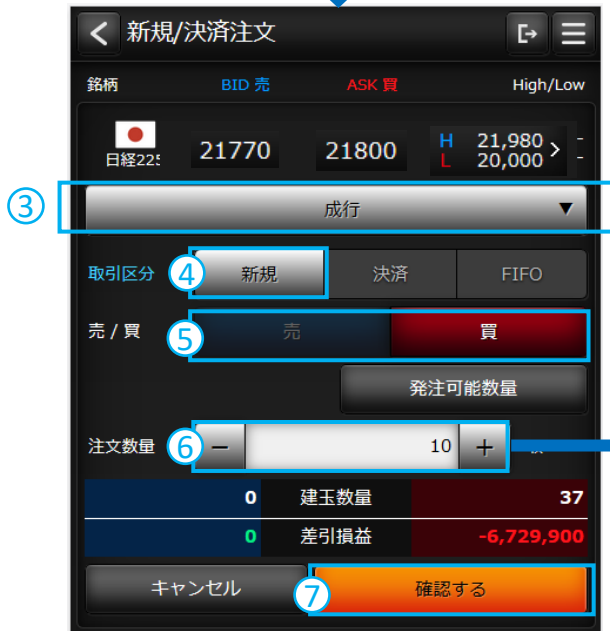 新規/決済注文
銘柄 BID 売 ASK 買 High/Low
日経225 21770 21800 H 21,980
L 20,000
③ 成行 ▼
取引区分 ④ 新規 決済 FIFO
売 / 買 ⑤ 売 買
発注可能数量
注文数量 ⑥ − 10 +
0 建玉数量 37
0 差引損益 -6,729,900
キャンセル ⑦ 確認する